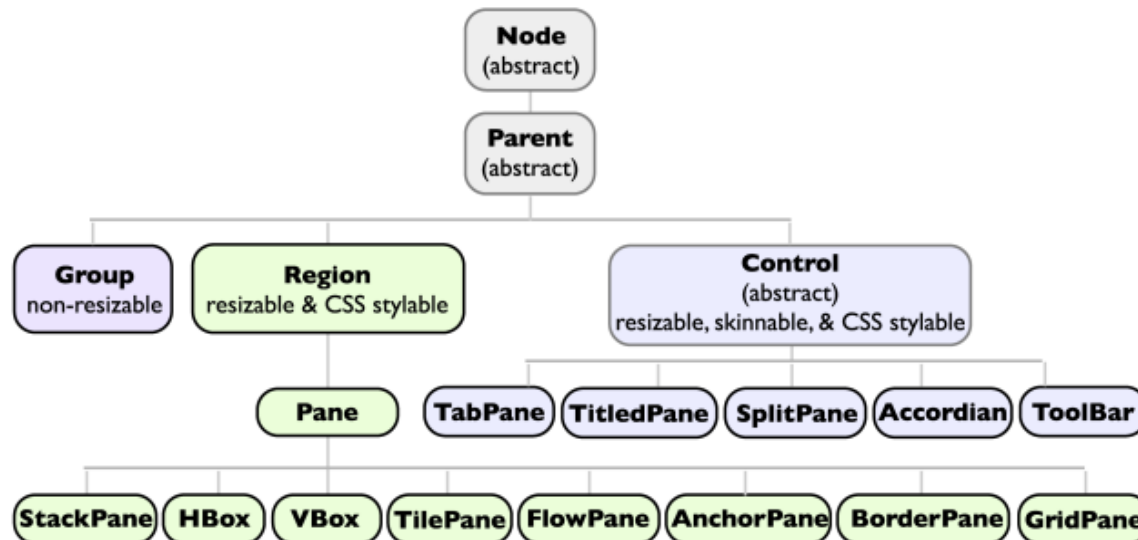 Node
(abstract)
Parent
(abstract)
Group
non-resizable
Region
resizable & CSS stylable
Control
(abstract)
resizable, skinnable, & CSS stylable
Pane
TabPane
TitledPane
SplitPane
Accordian
ToolBar
StackPane
HBox
VBox
TilePane
FlowPane
AnchorPane
BorderPane
GridPane